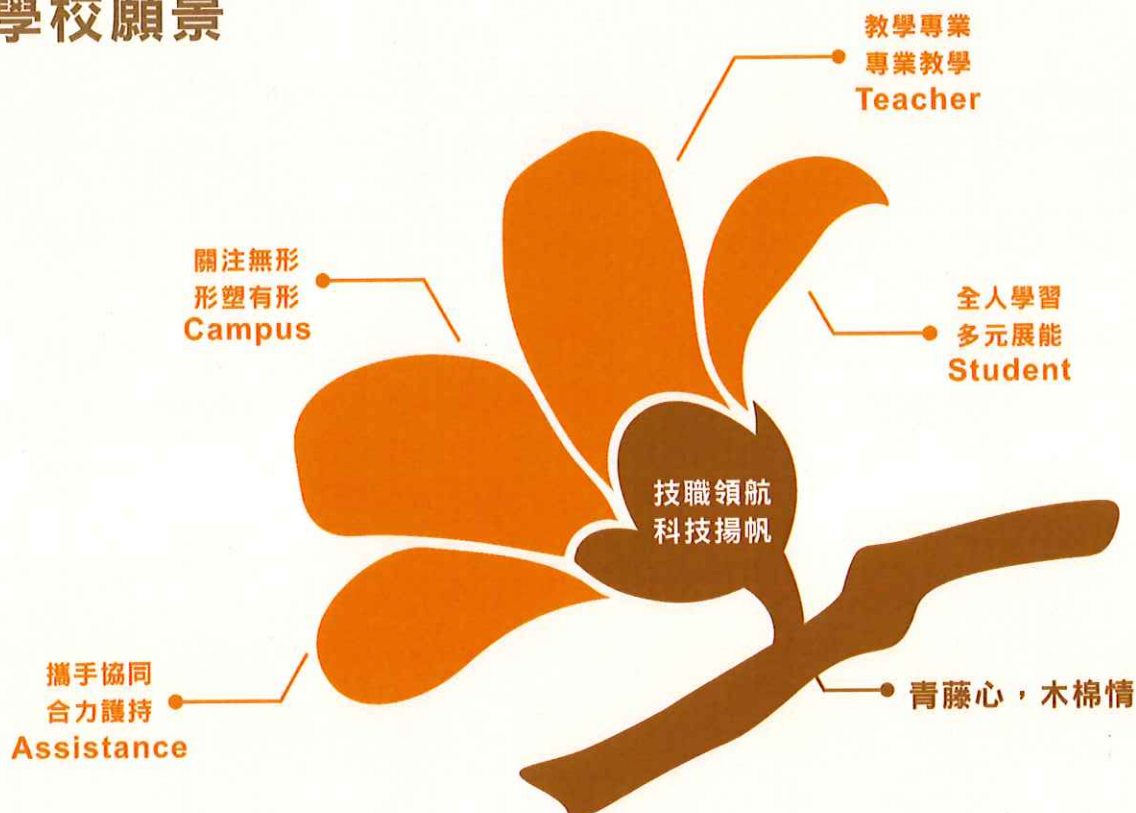 學校願景
教學專業
專業教學
Teacher
關注無形
形塑有形
Campus
全人學習
多元展能
Student
技職領航
科技揚帆
攜手協同
合力護持
Assistance
青藤心，木棉情